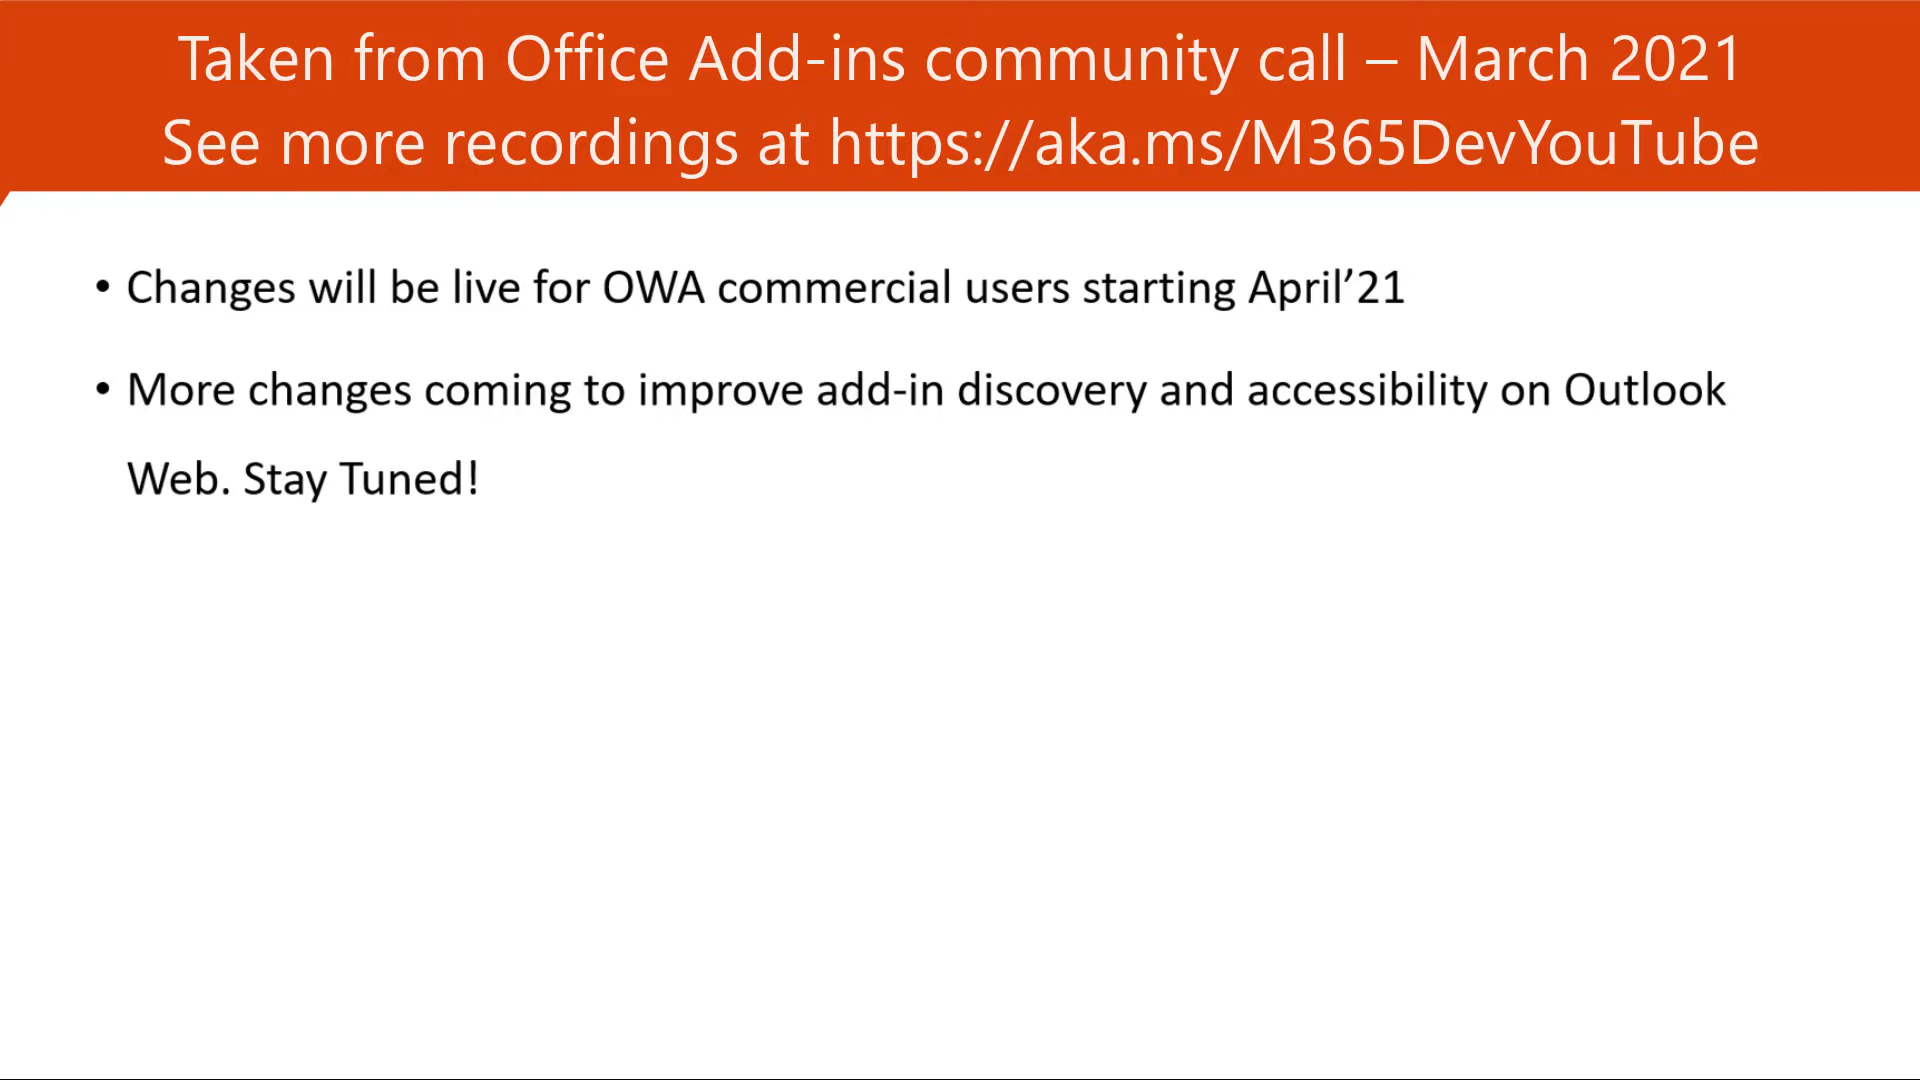 Taken from Office Add-ins community call – March 2021
See more recordings at https://aka.ms/M365DevYouTube
• Changes will be live for OWA commercial users starting April’21
• More changes coming to improve add-in discovery and accessibility on Outlook
Web. Stay Tuned!